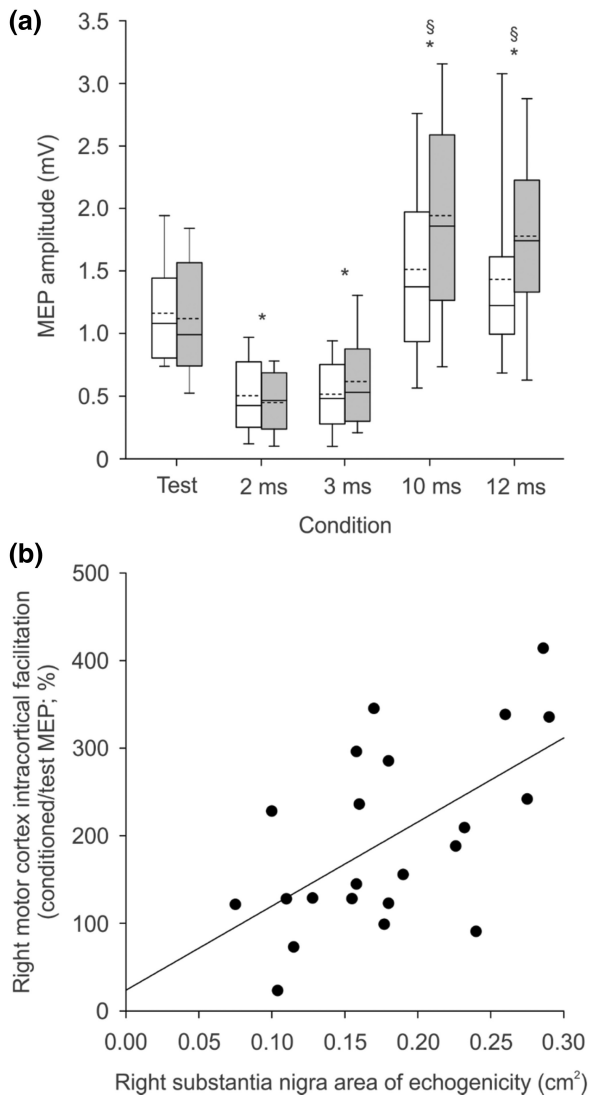 (a)
MEP amplitude (mV)
3.5
3.0
2.5
2.0
1.5
1.0
0.5
0
*
*
§
*
§
*
Test 2 ms 3 ms 10 ms 12 ms
Condition
(b)
Right motor cortex intracortical facilitation
(conditioned/test MEP; %)
500
400
300
200
100
0
0.00 0.05 0.10 0.15 0.20 0.25 0.30
Right substantia nigra area of echogenicity (cm²)